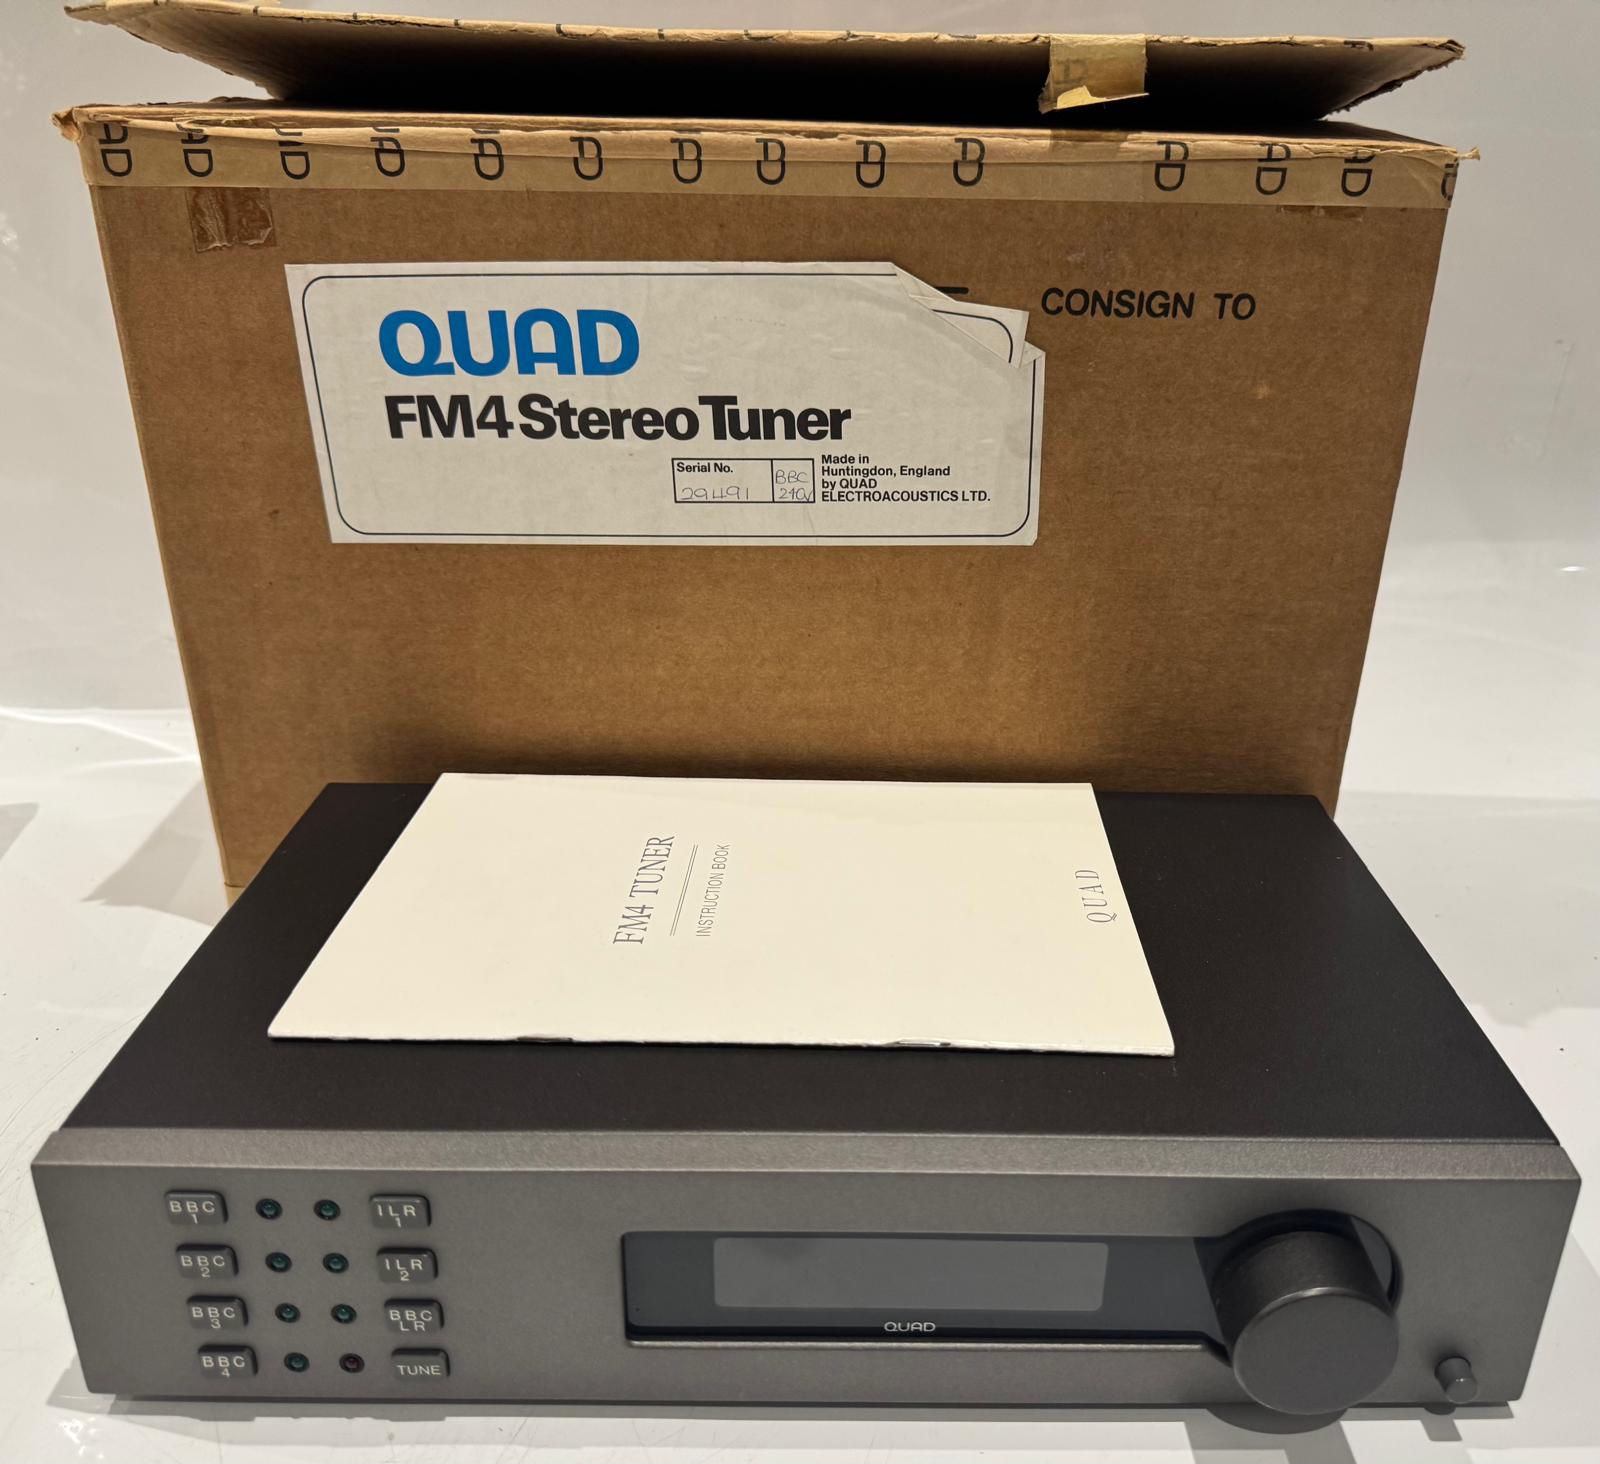 CONSIGN TO
QUAD
FM4 Stereo Tuner
Serial No.
29491
BBC
240V
Made in
Huntingdon, England
by QUAD
ELECTROACOUSTICS LTD.
FM4 TUNER
INSTRUCTION BOOK
QUAD
BBC
1
ILR
1
BBC
2
ILR
2
BBC
3
BBC
LR
BBC
4
TUNE
QUAD